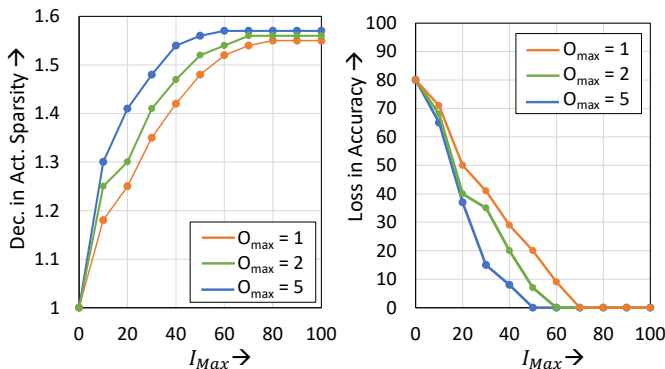 Dec. in Act. Sparsity →
1.6
1.5
1.4
1.3
1.2
1.1
1
0 20 40 60 80 100
I_Max →
O_max = 1
O_max = 2
O_max = 5
Loss in Accuracy →
100
90
80
70
60
50
40
30
20
10
0
0 20 40 60 80 100
I_Max →
O_max = 1
O_max = 2
O_max = 5